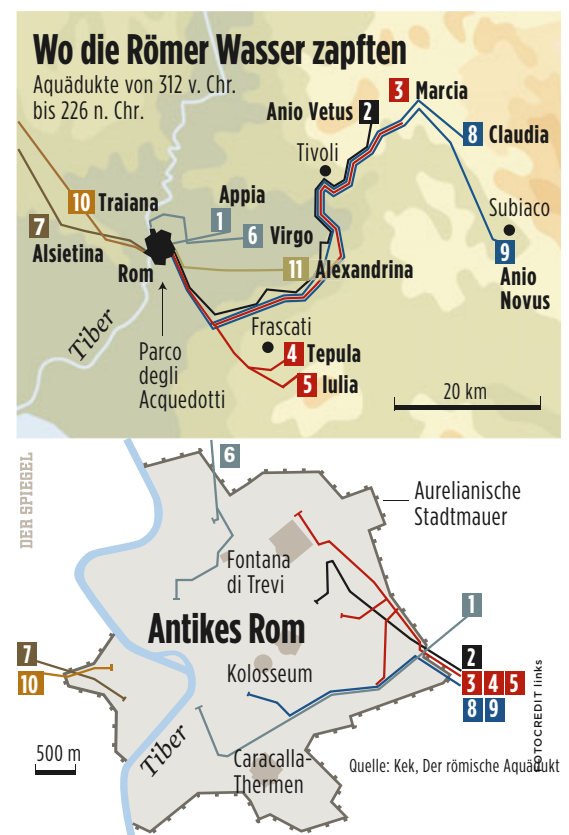 Wo die Römer Wasser zapften
Aquädukte von 312 v. Chr.
bis 226 n. Chr.
3 Marcia
Anio Vetus 2
8 Claudia
Tivoli
Appia
1
10 Traiana
6 Virgo
Subiaco
7
Alsietina
9
Anio
Novus
11 Alexandrina
Rom
Tiber
Frascati
Parco
degli
Acquedotti
4 Tepula
5 Iulia
20 km
DER SPIEGEL
6
Aurelianische
Stadtmauer
Fontana
di Trevi
1
Antikes Rom
2
7
10
3 4 5
8 9
Kolosseum
500 m
Tiber
Caracalla-
Thermen
Quelle: Kek, Der römische Aquädukt
FOTOCREDIT links